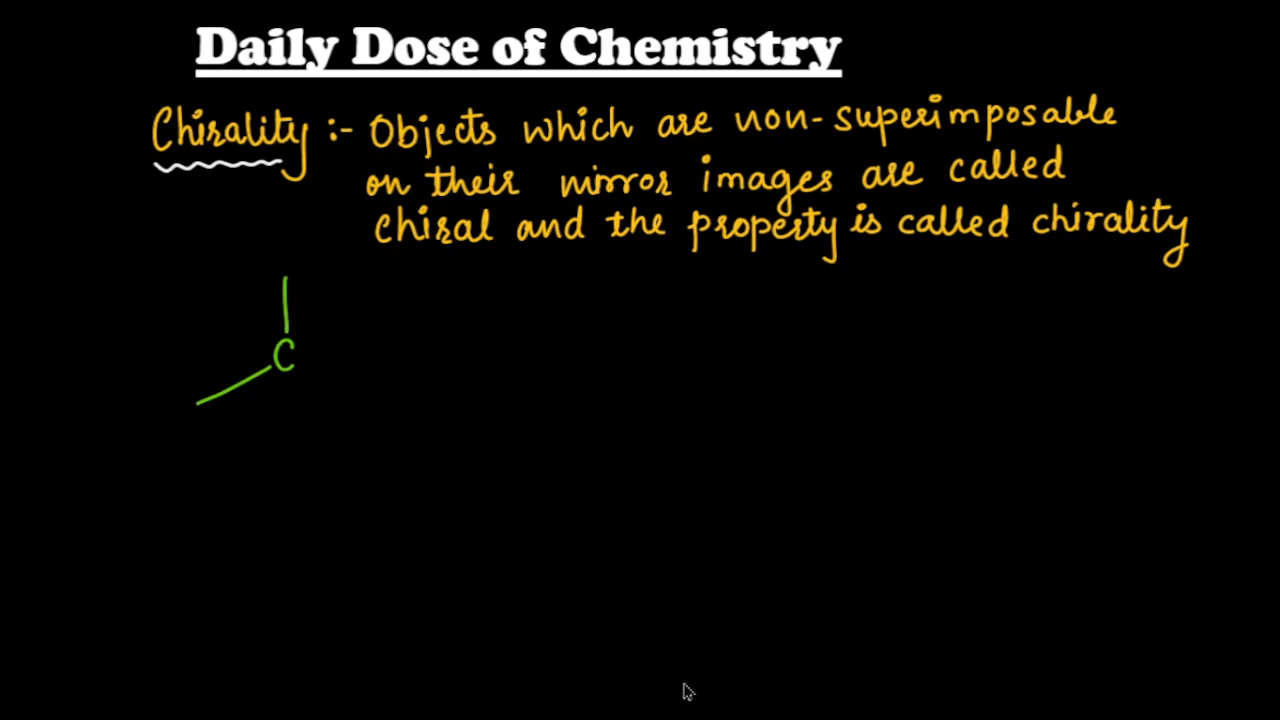 Daily Dose of Chemistry
Chirality :- Objects which are non-superimposable
on their mirror images are called
chiral and the property is called chirality
C